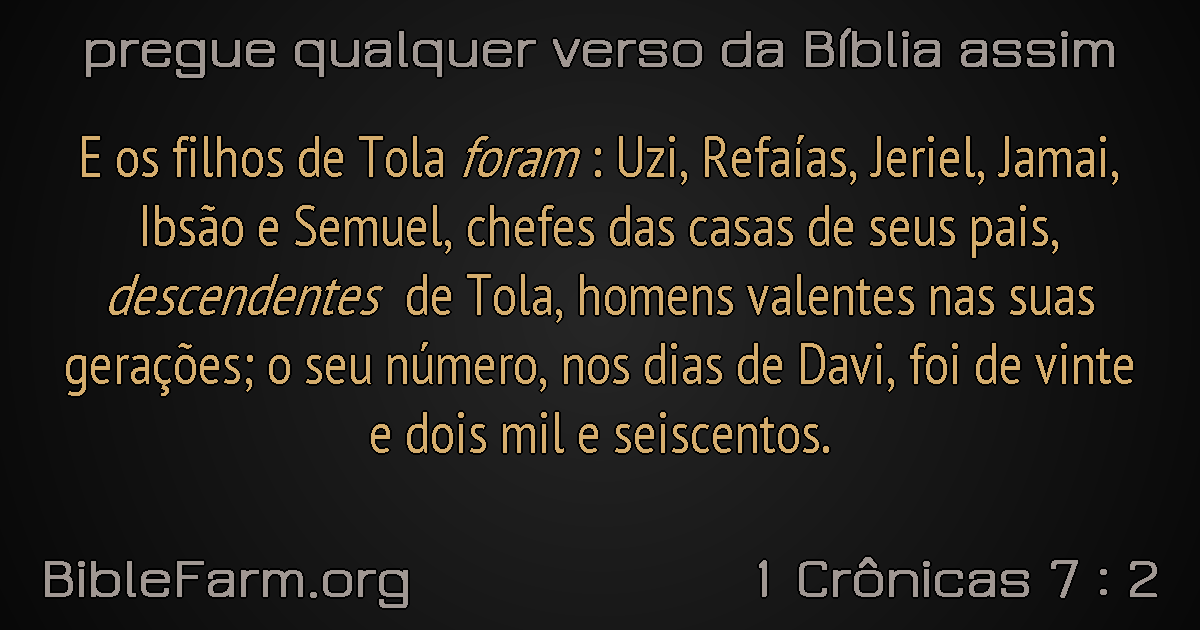 pregue qualquer verso da Bíblia assim
E os filhos de Tola foram : Uzi, Refaías, Jeriel, Jamai,
Ibsão e Semuel, chefes das casas de seus pais,
descendentes de Tola, homens valentes nas suas
gerações; o seu número, nos dias de Davi, foi de vinte
e dois mil e seiscentos.
BibleFarm.org
1 Crônicas 7 : 2